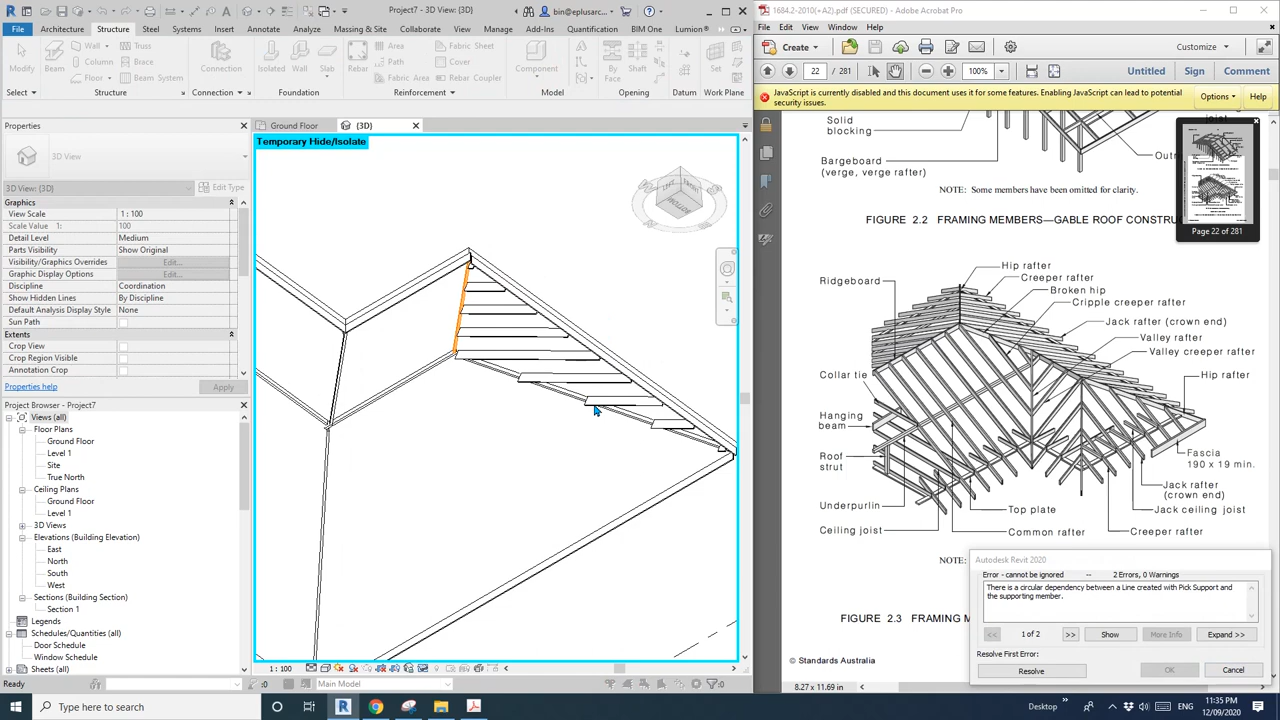 Project7 - 3D View: {3D}
bin@eplusarc...
1684.2-2010(+A2).pdf (SECURED) - Adobe Acrobat Pro
File Architecture Structure Insert Annotate Analyze Massing & Site Collaborate View Manage Add-Ins Quantification BIM One Lumion®
File Edit View Window Help
Create
Customize
22 / 281
100%
Untitled Sign Comment
Modify
Wall
Floor
Truss
Beam System
Connection
Isolated Wall Slab
Rebar
Area
Path
Fabric Area
Fabric Sheet
Cover
Rebar Coupler
Component
By Face
Shaft
Set
Select
Structure
Connection
Reinforcement
Model
Opening
Datum
Work Plane
JavaScript is currently disabled and this document uses it for some features. Enabling JavaScript can lead to potential
security issues.
Options Help
Properties
Ground Floor
{3D}
Temporary Hide/Isolate
3D View
3D View: {3D}
Edit Type
Graphics
View Scale 1 : 100
Scale Value 1: 100
Detail Level Medium
Parts Visibility Show Original
Visibility/Graphics Overrides Edit...
Graphic Display Options Edit...
Discipline Coordination
Show Hidden Lines By Discipline
Default Analysis Display Style None
Sun Path
Extents
Crop View
Crop Region Visible
Annotation Crop
Properties help
Apply
Project Browser - Project7
Views (all)
Floor Plans
Ground Floor
Level 1
Site
True North
Ceiling Plans
Ground Floor
Level 1
3D Views
Elevations (Building Elevation)
East
North
South
West
Sections (Building Section)
Section 1
Legends
Schedules/Quantities (all)
Door Schedule
Window Schedule
Sheets (all)
1 : 100
Ready
:0
Main Model
:0
Solid
blocking
Bargeboard
(verge, verge rafter)
NOTE: Some members have been omitted for clarity.
FIGURE 2.2 FRAMING MEMBERS—GABLE ROOF CONSTRU
Page 22 of 281
Ridgeboard
Hip rafter
Creeper rafter
Broken hip
Cripple creeper rafter
Jack rafter (crown end)
Valley rafter
Valley creeper rafter
Hip rafter
Collar tie
Hanging
beam
Roof
strut
Underpurlin
Ceiling joist
Top plate
Common rafter
Fascia
190 x 19 min.
Jack rafter
(crown end)
Jack ceiling joist
Creeper rafter
NOTE:
FIGURE 2.3 FRAMING M
© Standards Australia
8.27 x 11.69 in
Autodesk Revit 2020
Error - cannot be ignored -- 2 Errors, 0 Warnings
There is a circular dependency between a Line created with Pick Support and
the supporting member.
<< 1 of 2 >> Show More Info Expand >>
Resolve First Error:
Resolve OK Cancel
Type here to search
Desktop
ENG
11:35 PM
12/09/2020